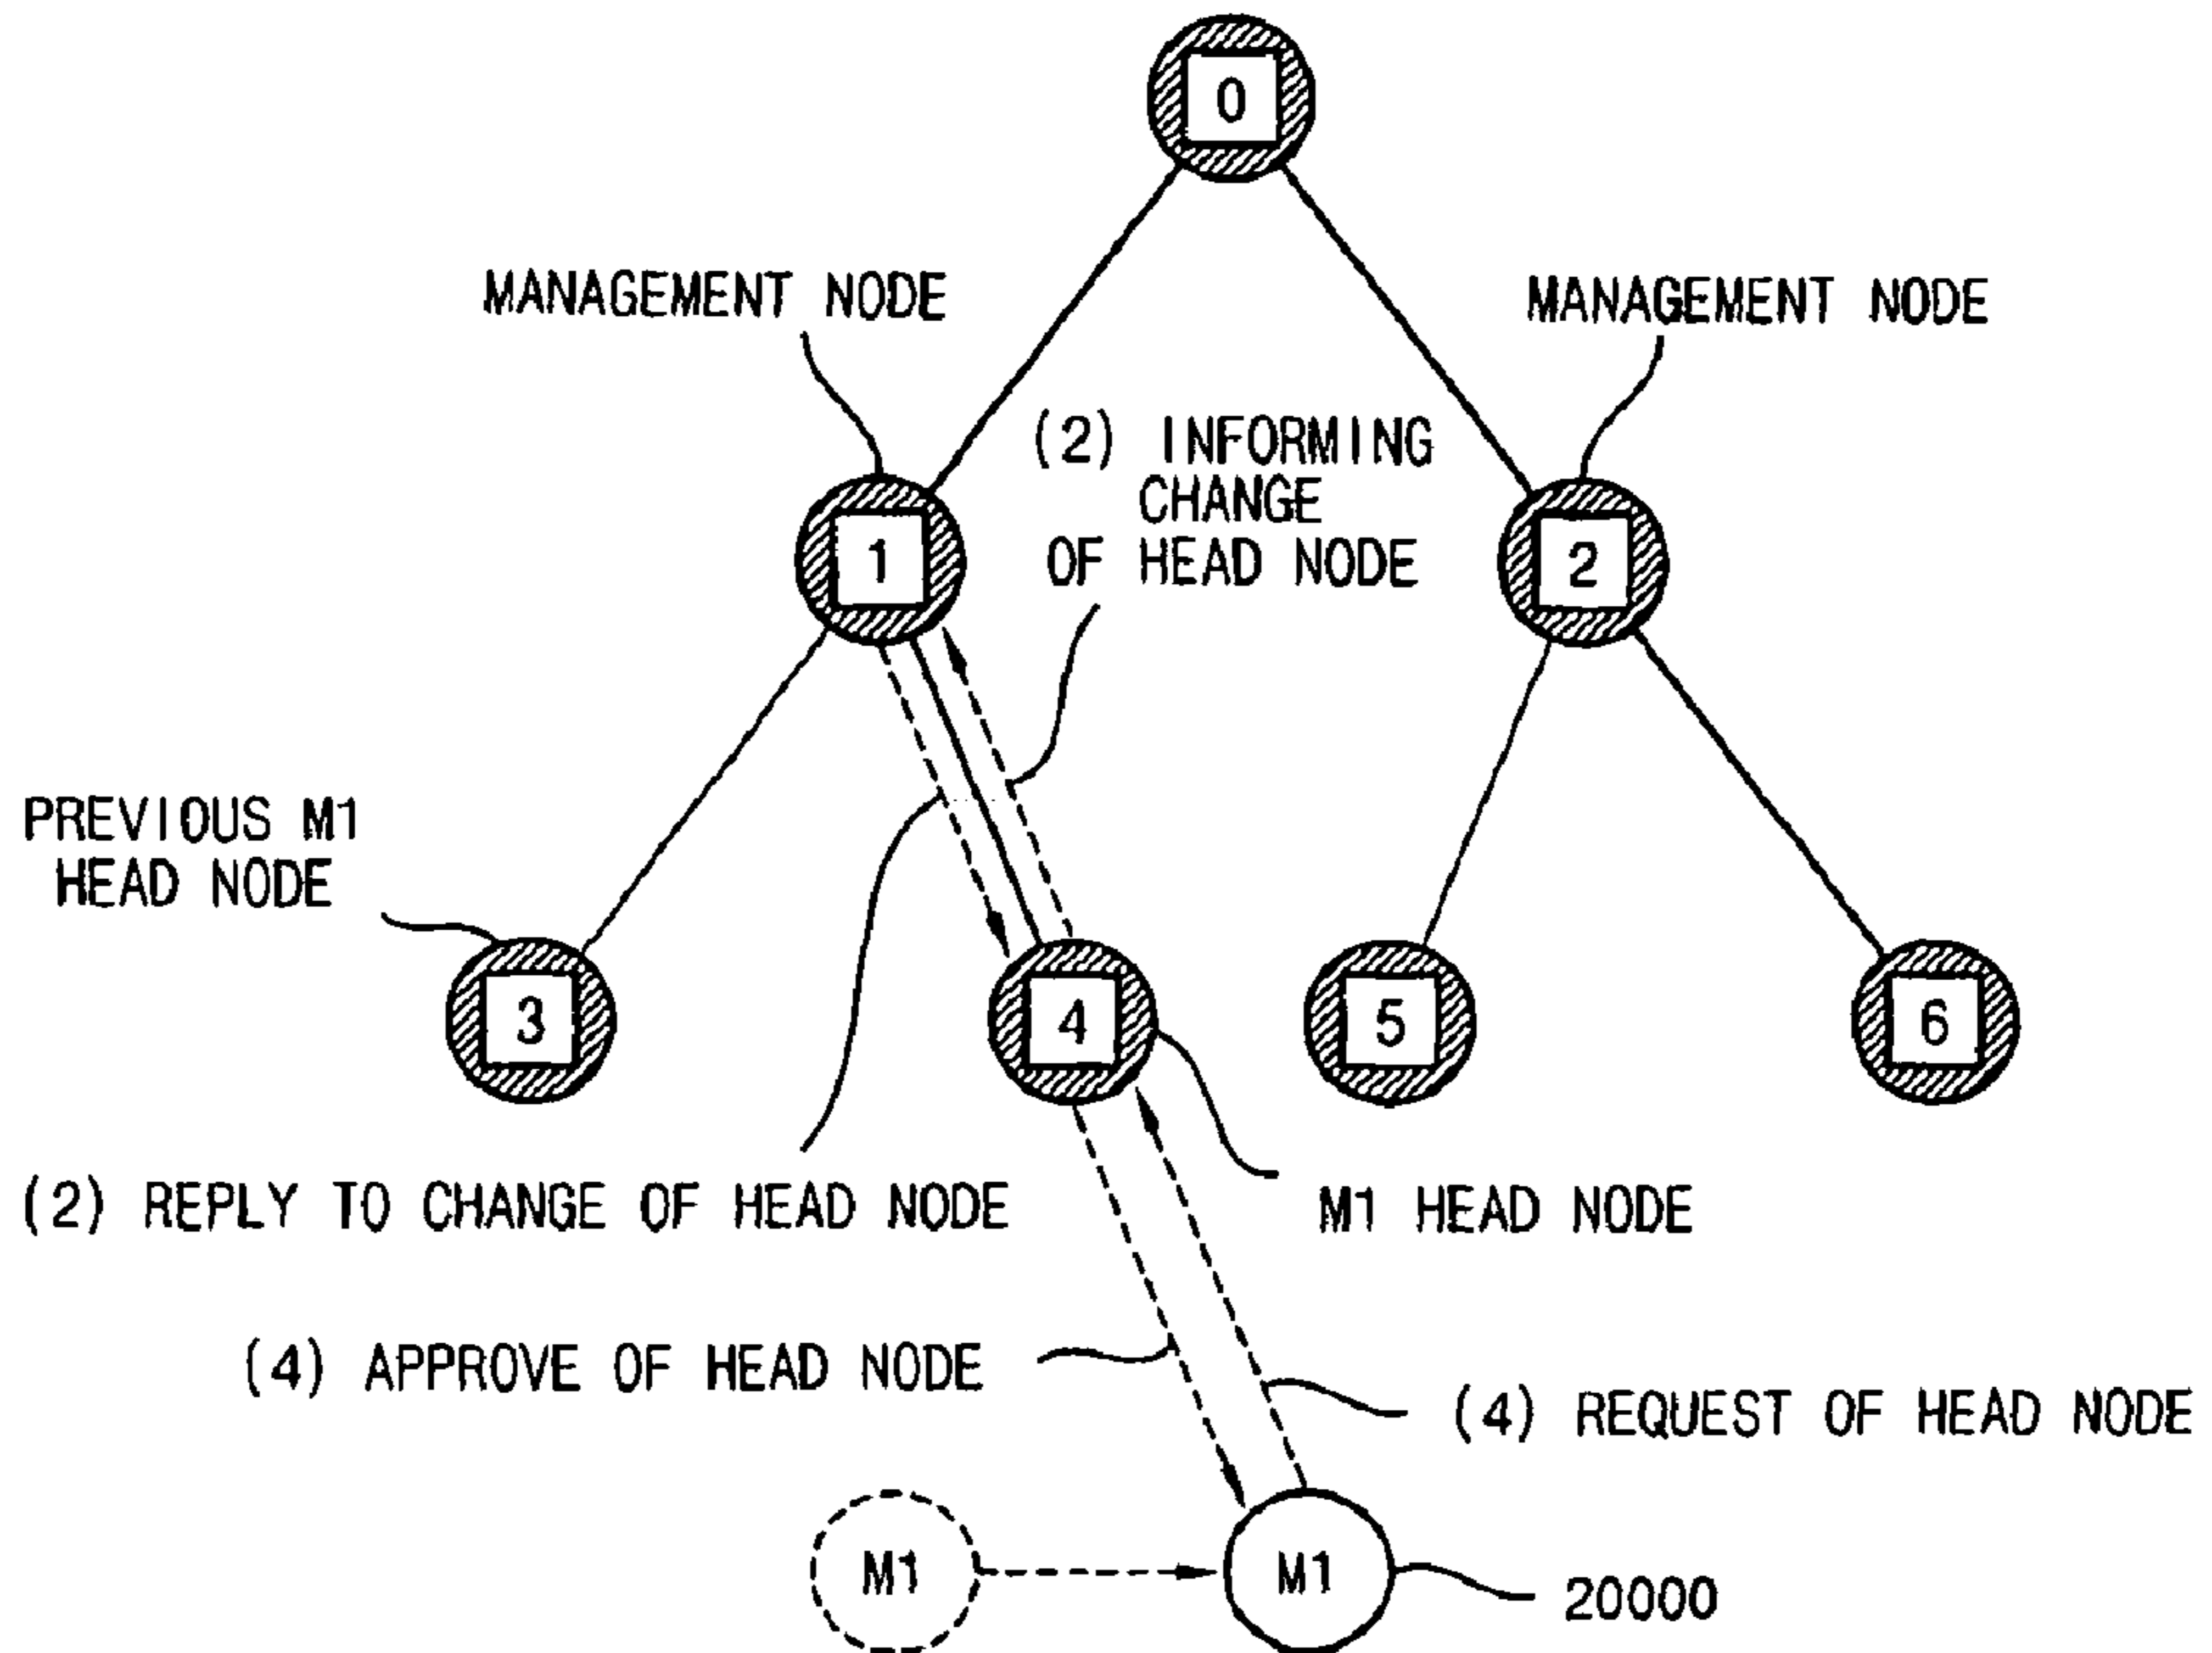 0
MANAGEMENT NODE
MANAGEMENT NODE
(2) INFORMING
CHANGE
OF HEAD NODE
1
2
PREVIOUS M1
HEAD NODE
3
4
5
6
(2) REPLY TO CHANGE OF HEAD NODE
M1 HEAD NODE
(4) APPROVE OF HEAD NODE
(4) REQUEST OF HEAD NODE
M1
M1
20000